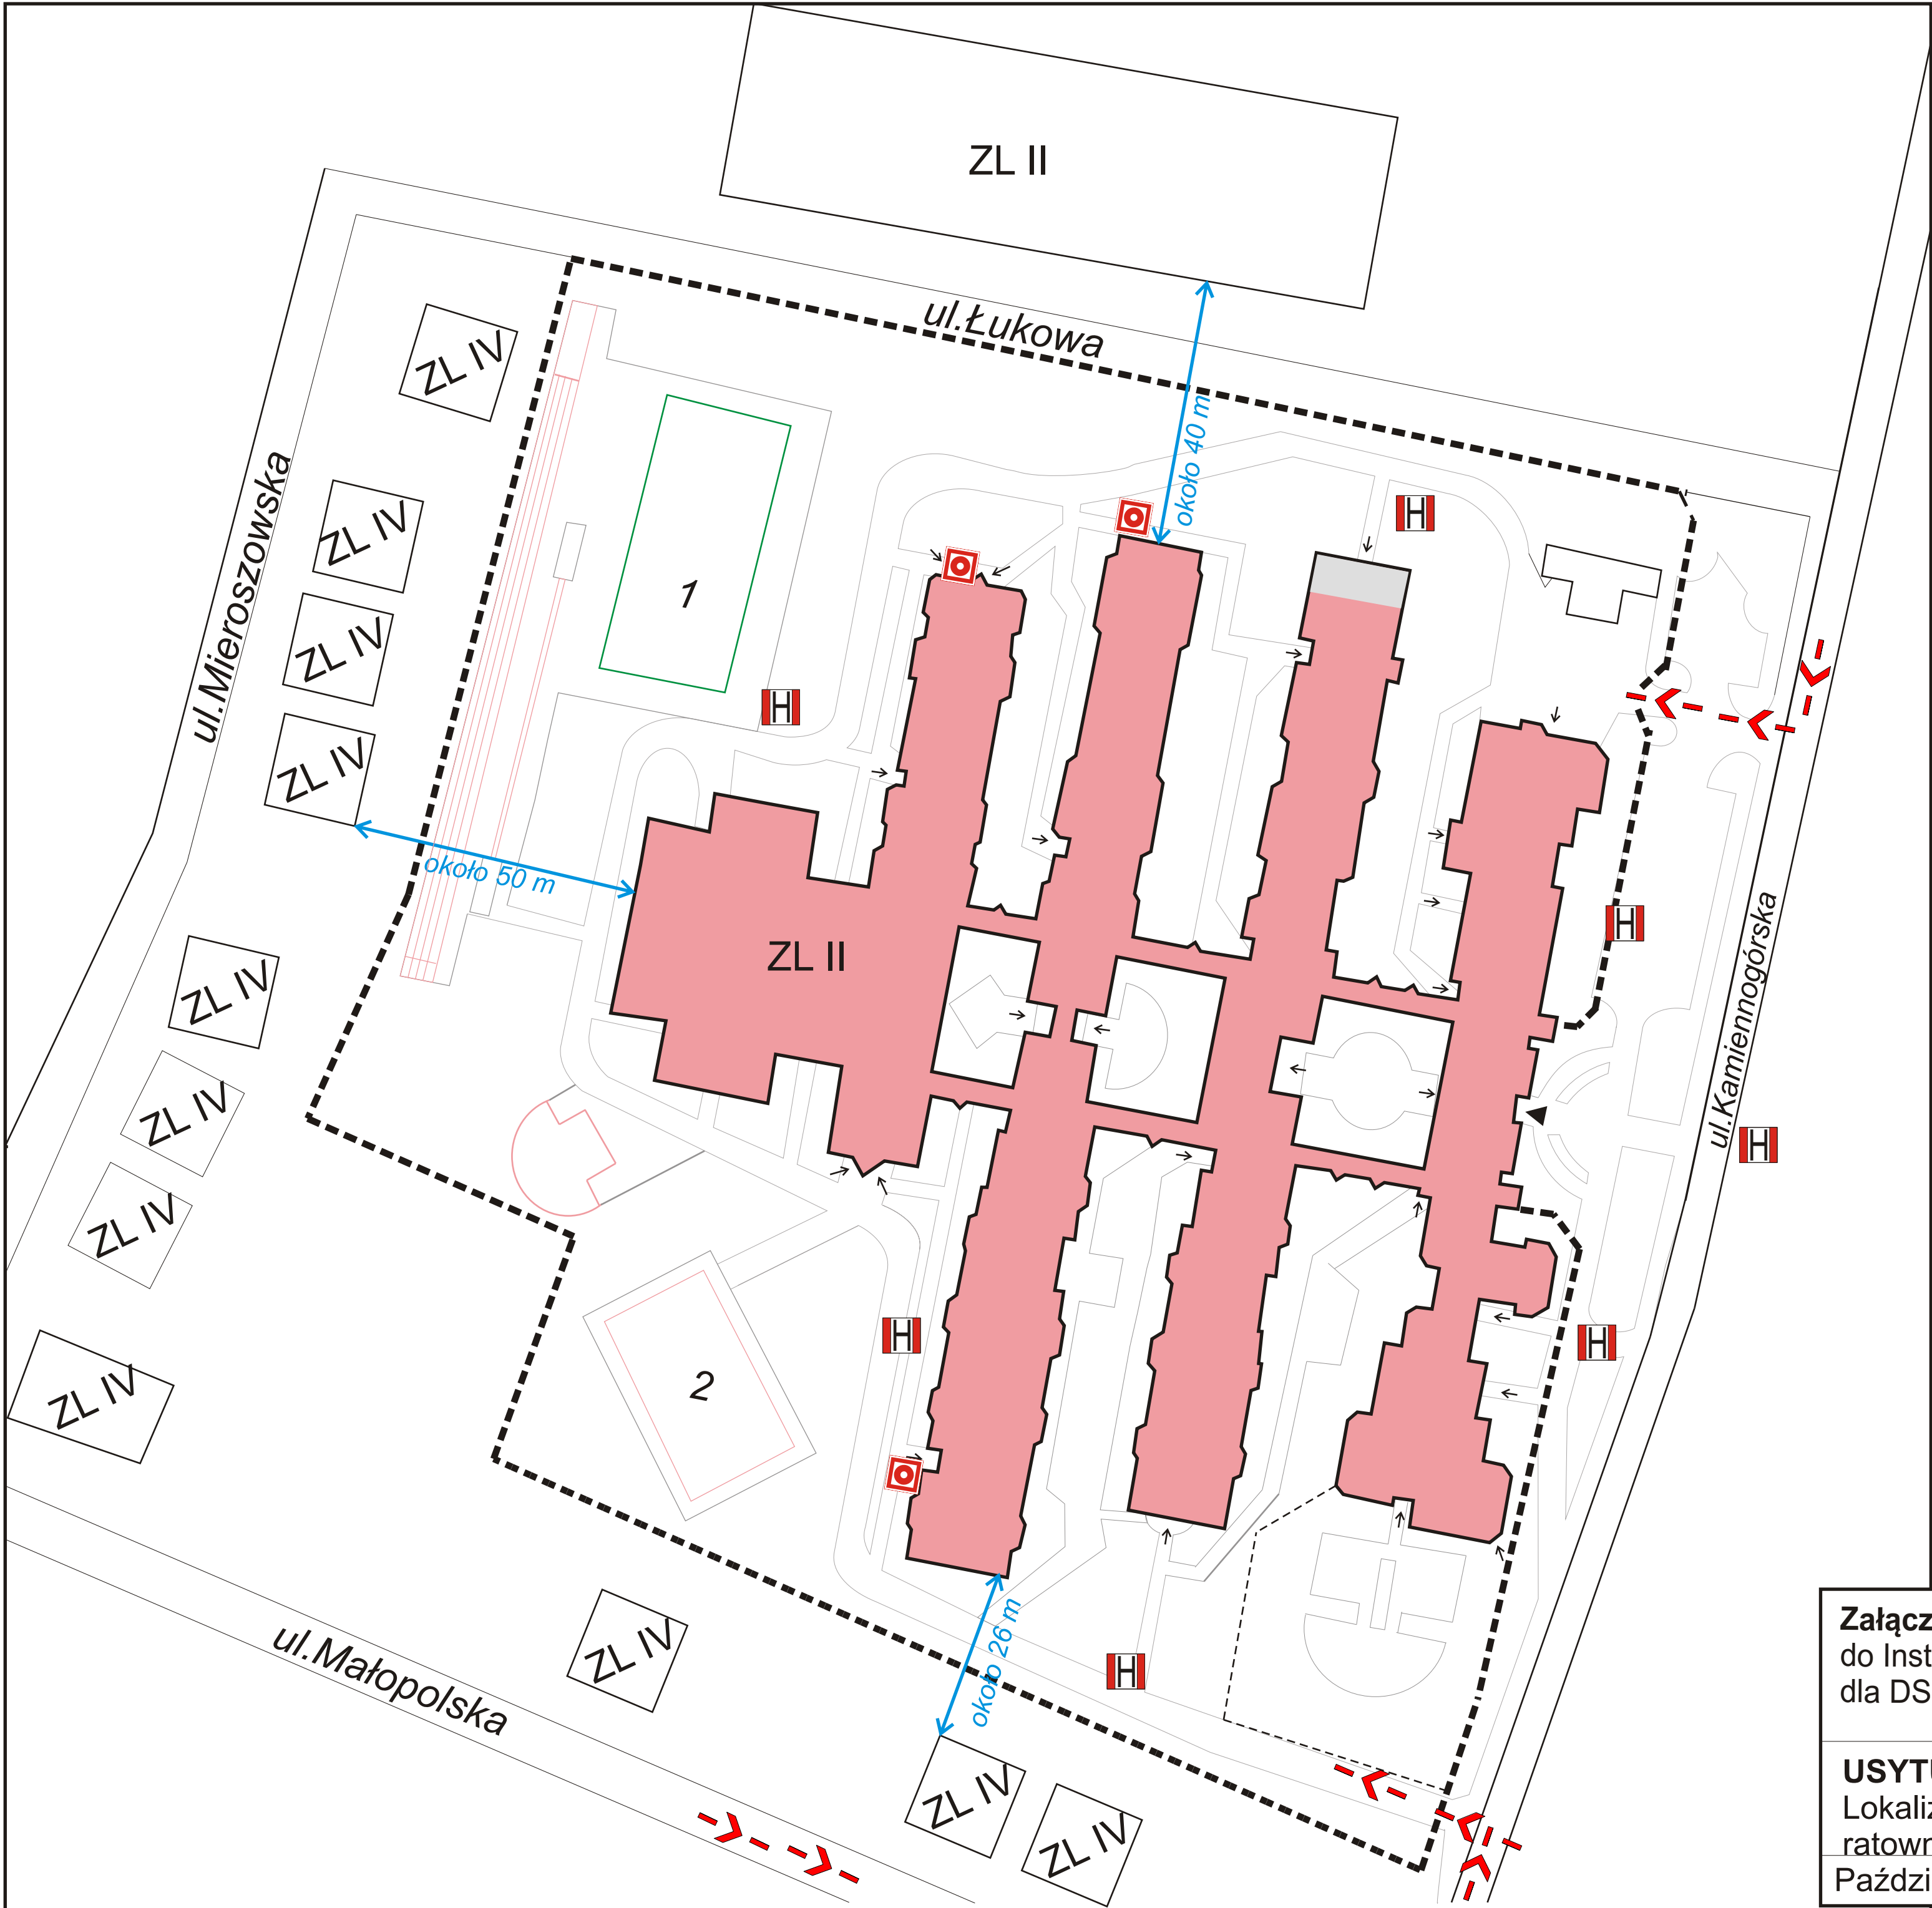 ZL II
ul.Łukowa
ZL IV
około 40 m
ul.Mieroszowska
H
ZL IV
1
ZL IV
H
ZL IV
około 50 m
ul.Kamiennogórska
H
ZL II
ZL IV
ZL IV
H
ZL IV
H
H
ZL IV
2
około 26 m
ZL IV
ul.Małopolska
H
ZL IV
ZL IV
Załącz
do Inst
dla DS
USYTU
Lokaliz
ratown
Paździ